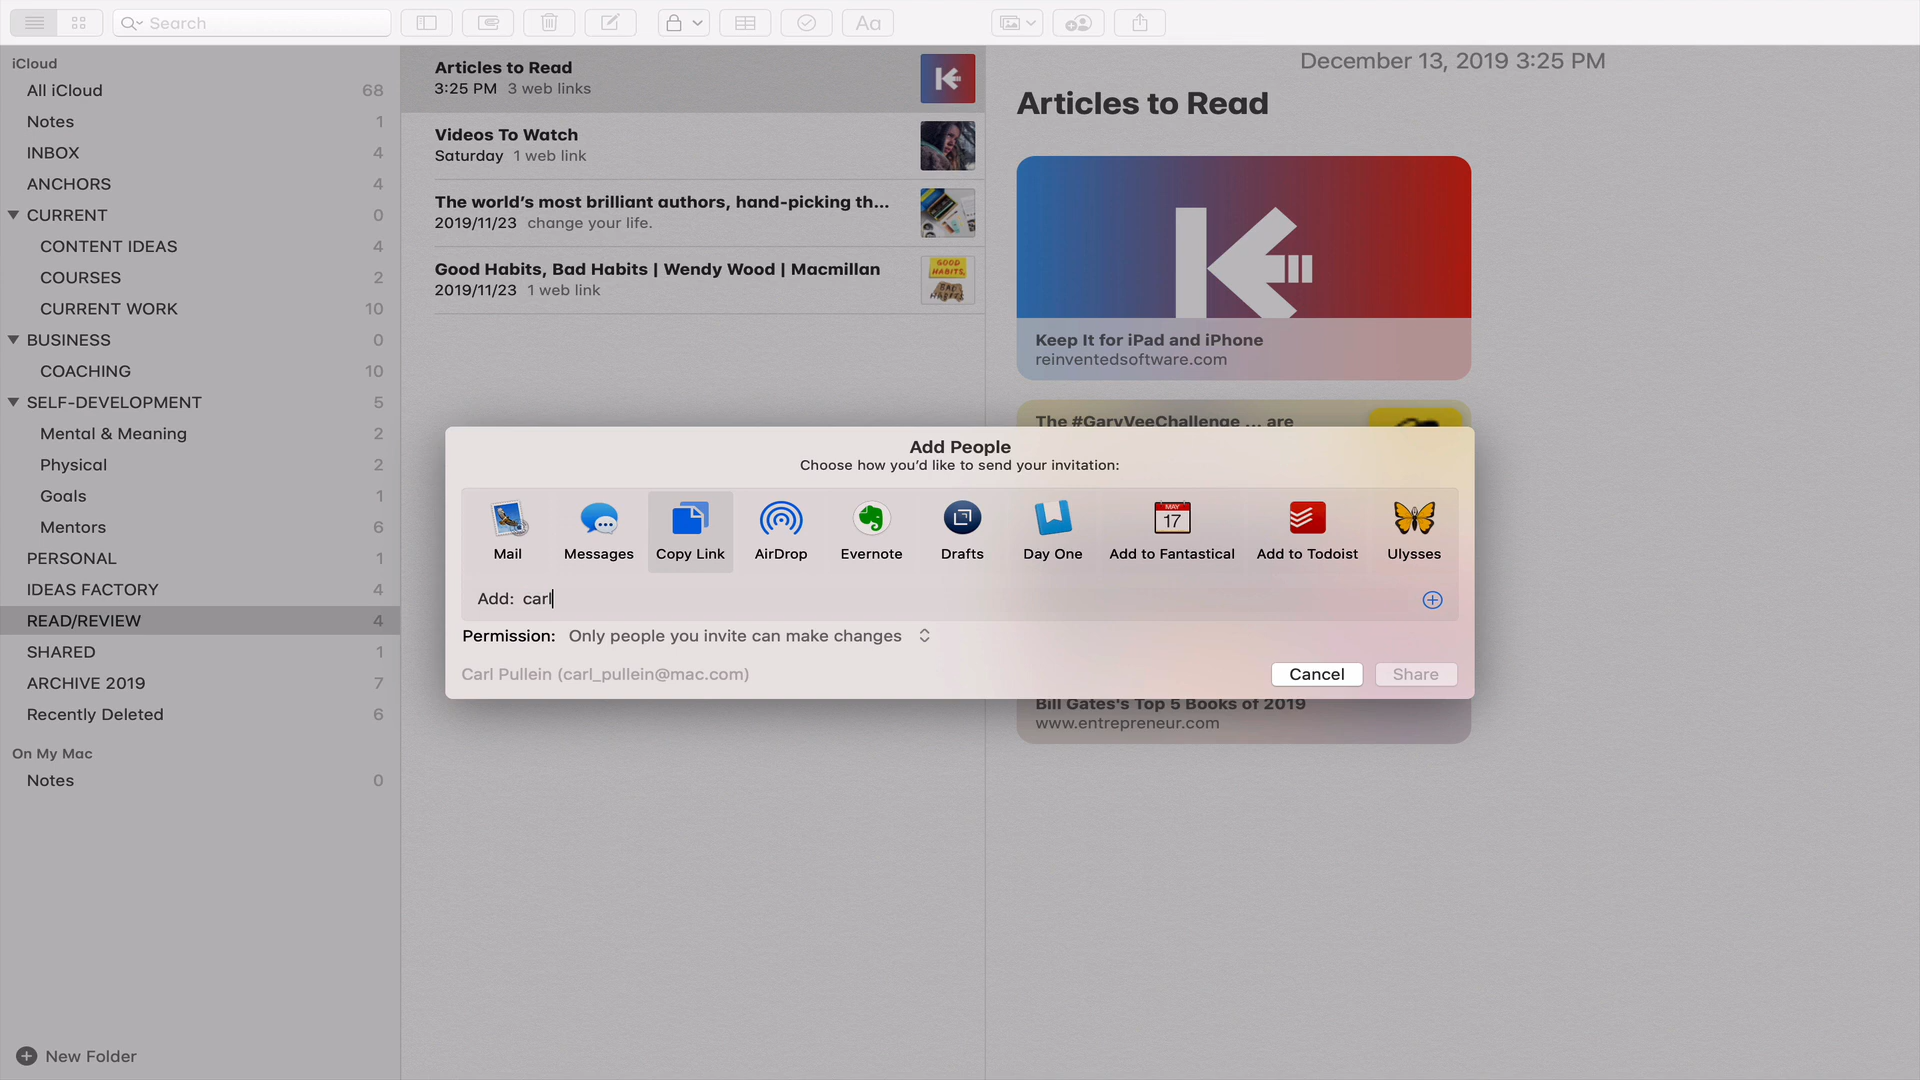 Search
Aa
iCloud
All iCloud 68
Notes 1
INBOX 4
ANCHORS 4
CURRENT 0
CONTENT IDEAS 4
COURSES 2
CURRENT WORK 10
BUSINESS 0
COACHING 10
SELF-DEVELOPMENT 5
Mental & Meaning 2
Physical 2
Goals 1
Mentors 6
PERSONAL 1
IDEAS FACTORY 4
READ/REVIEW 4
SHARED 1
ARCHIVE 2019 7
Recently Deleted 6
On My Mac
Notes 0
New Folder
Articles to Read
3:25 PM 3 web links
Videos To Watch
Saturday 1 web link
The world’s most brilliant authors, hand-picking th...
2019/11/23 change your life.
Good Habits, Bad Habits | Wendy Wood | Macmillan
2019/11/23 1 web link
GOOD
HABITS,
BAD
HABITS
December 13, 2019 3:25 PM
Articles to Read
Keep It for iPad and iPhone
reinventedsoftware.com
The #GaryVeeChallenge ... are
Add People
Choose how you’d like to send your invitation:
MAY
17
Mail Messages Copy Link AirDrop Evernote Drafts Day One Add to Fantastical Add to Todoist Ulysses
Add: carl
Permission: Only people you invite can make changes
Carl Pullein (carl_pullein@mac.com) Cancel Share
Bill Gates's Top 5 Books of 2019
www.entrepreneur.com